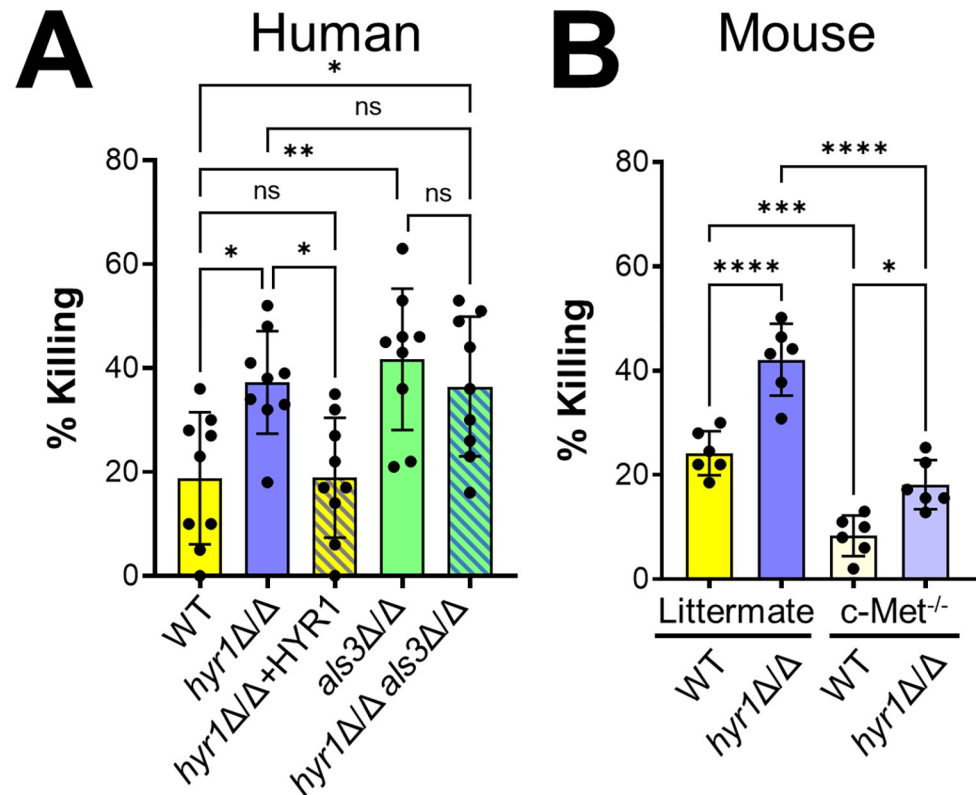 A Human
*
ns
**
ns
ns
* *
80
60
40
20
0
% Killing
WT
hyr1Δ/Δ
hyr1Δ/Δ+HYR1
als3Δ/Δ
hyr1Δ/Δ als3Δ/Δ
B Mouse
****
***
**** *
80
60
40
20
0
% Killing
Littermate c-Met-/-
WT
hyr1Δ/Δ
WT
hyr1Δ/Δ